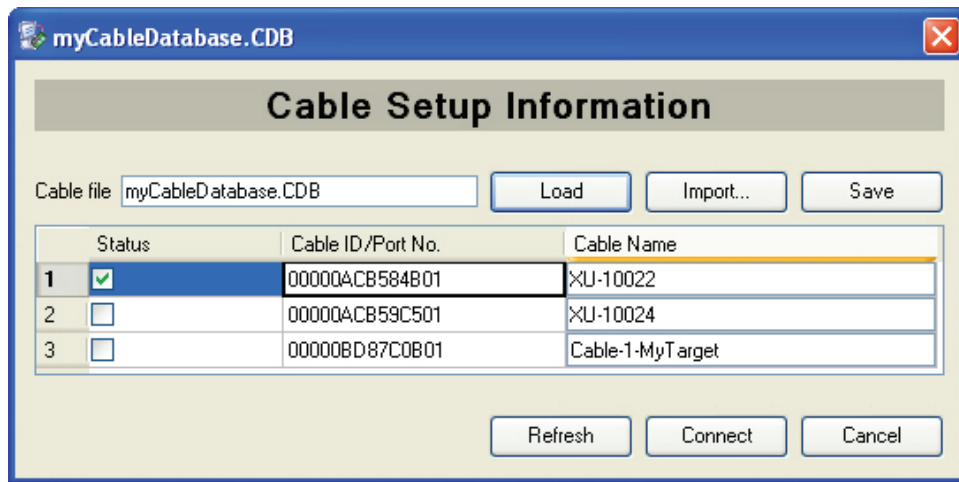 myCableDatabase.CDB
Cable Setup Information
Cable file myCableDatabase.CDB Load Import... Save
Status Cable ID/Port No. Cable Name
1 00000ACB584B01 XU-10022
2 00000ACB59C501 XU-10024
3 00000BD87C0B01 Cable-1-MyTarget
Refresh Connect Cancel